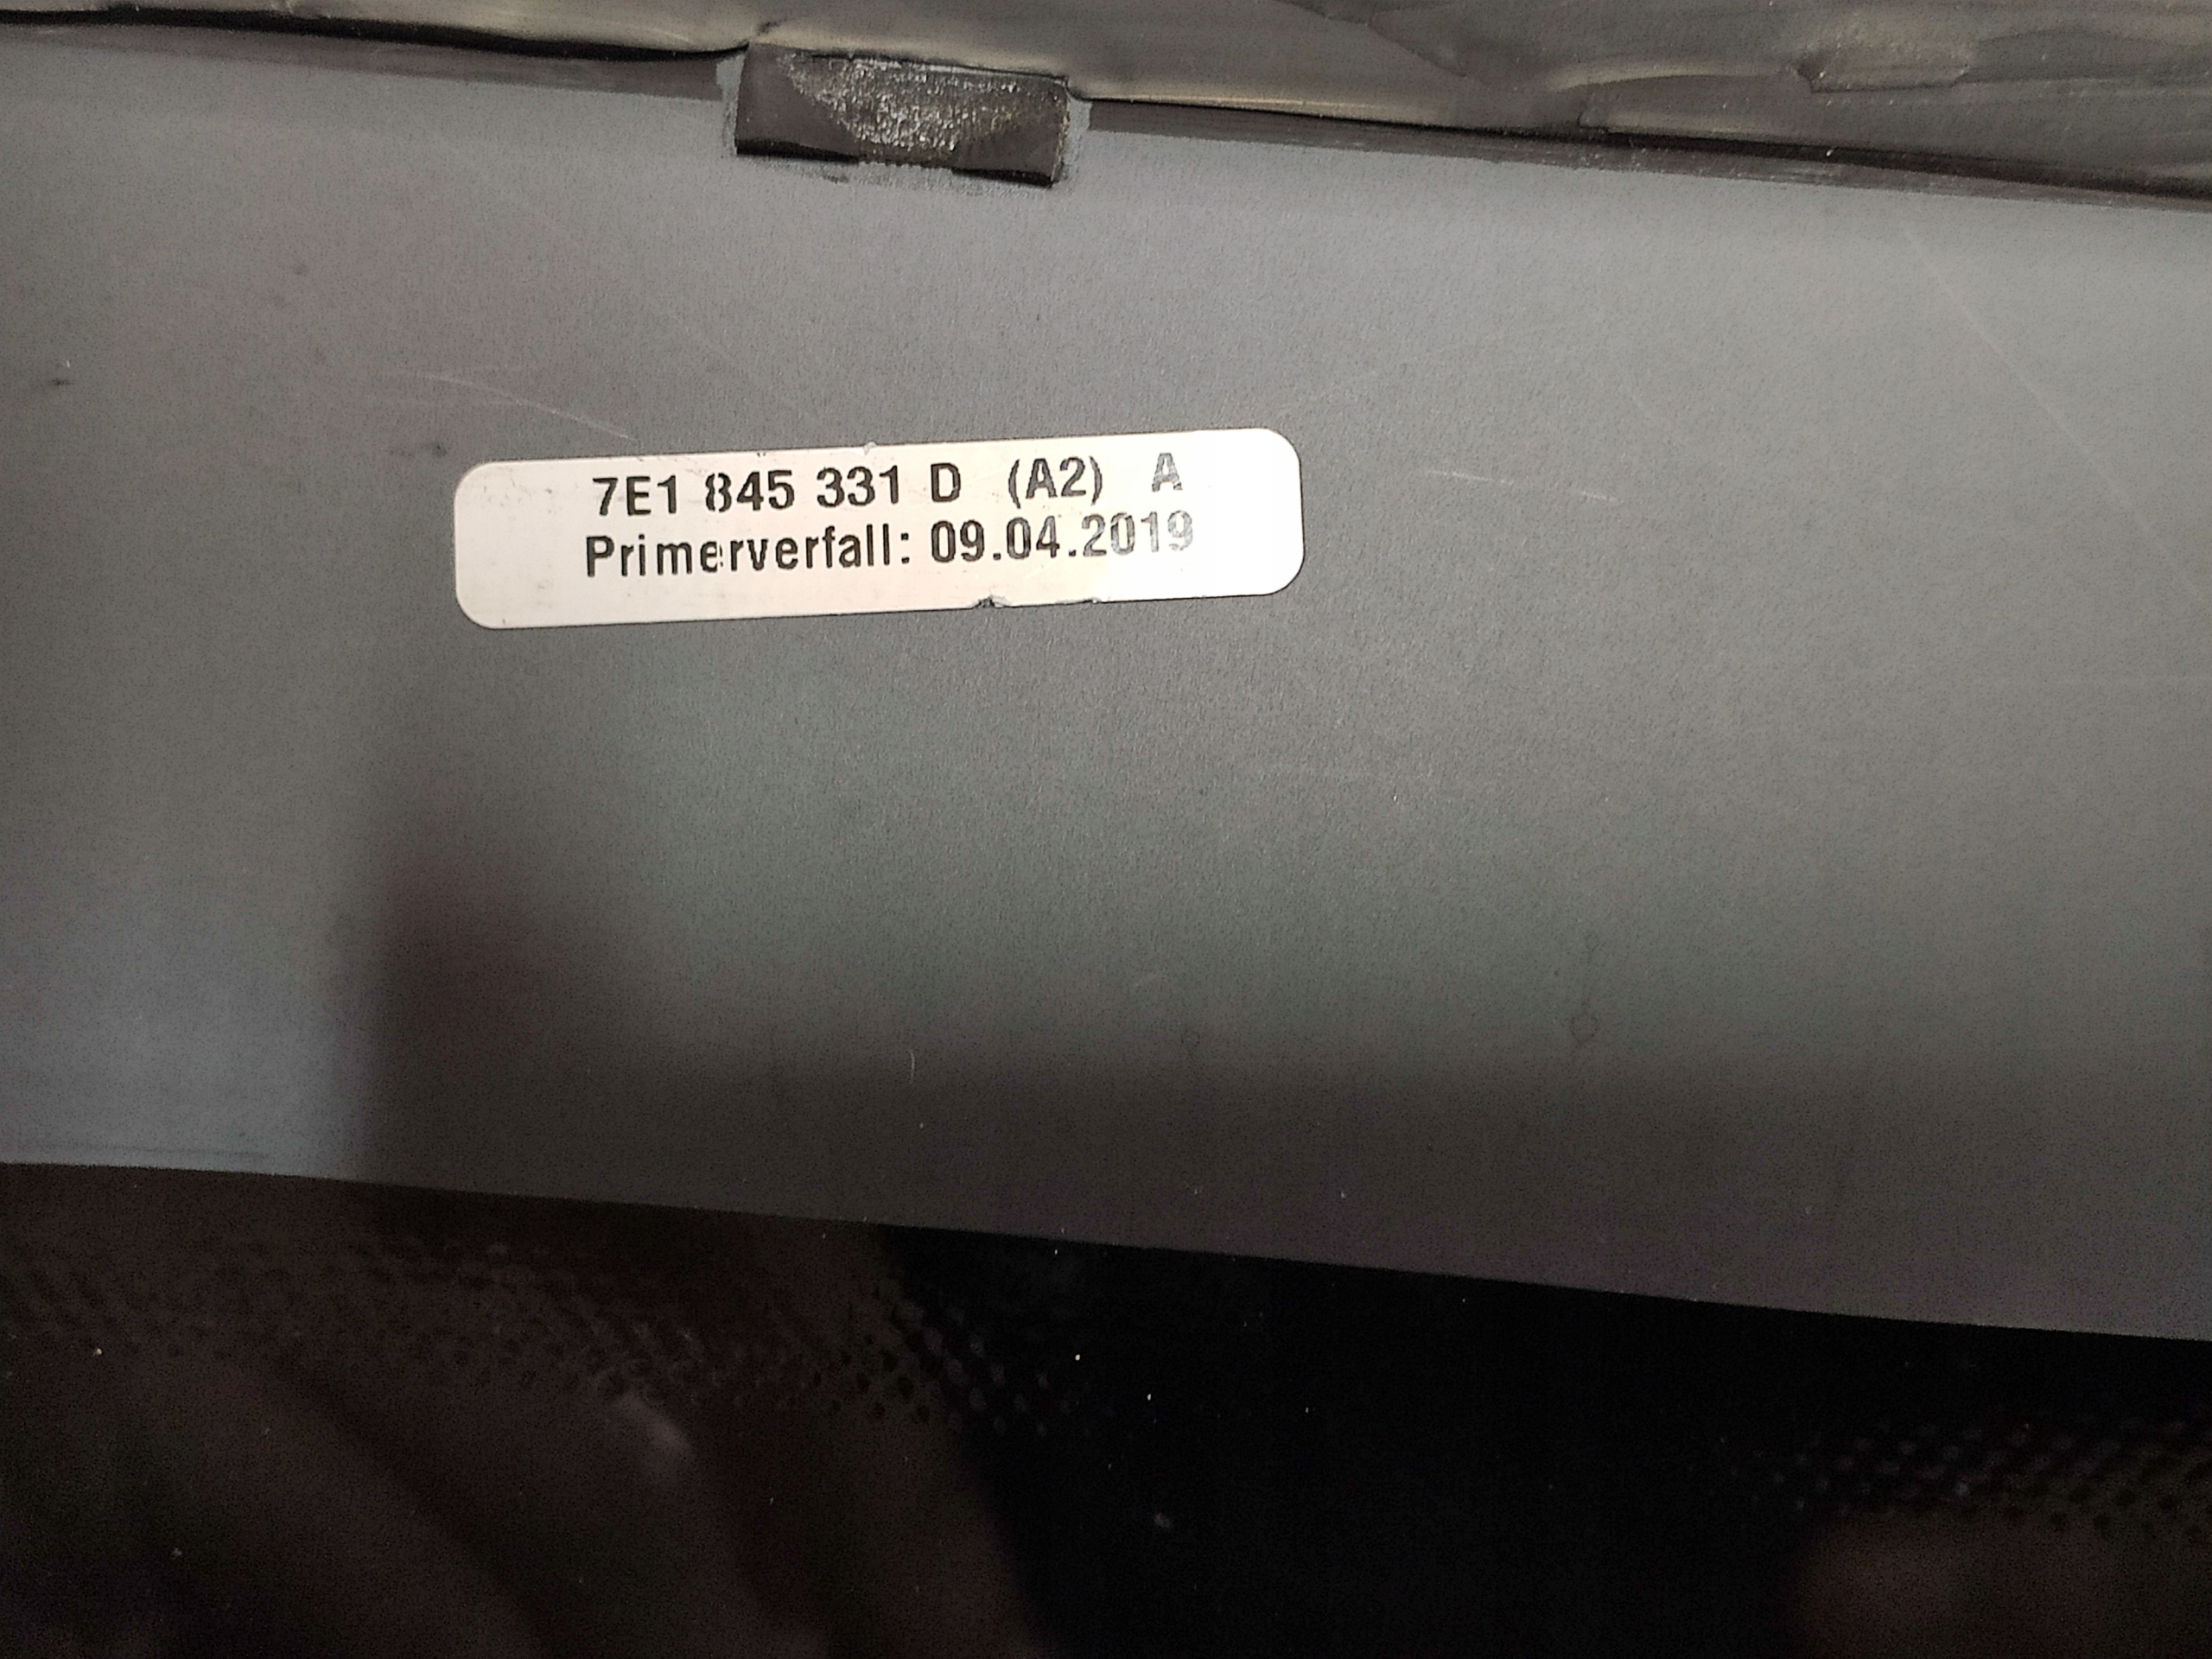 7E1 845 331 D (A2) A
Primerverfall: 09.04.2019